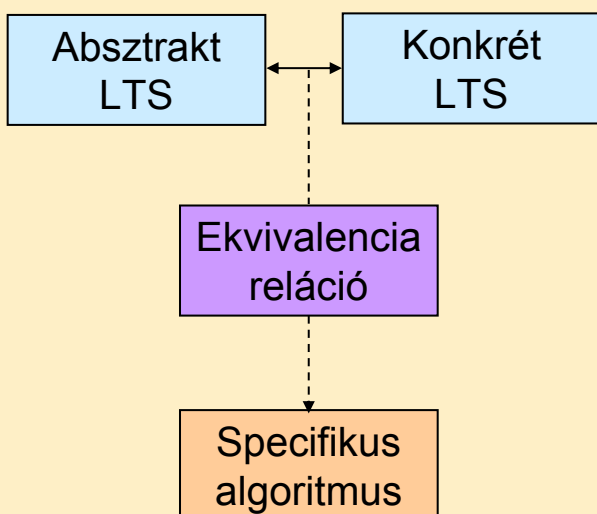 Absztrakt
LTS
Konkrét
LTS
Ekvivalencia
reláció
Specifikus
algoritmus